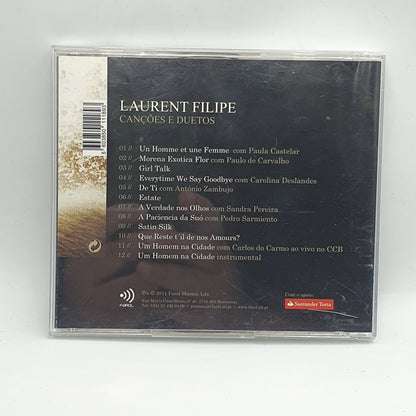 LAURENT FILIPE
CANÇÕES E DUETOS
01 // Un Homme et une Femme com Paula Castelar
02 // Morena Exotica Flor com Paulo de Carvalho
03 // Girl Talk
04 // Everytime We Say Goodbye com Carolina Deslandes
05 // De Ti com António Zambujo
06 // Estate
07 // A Verdade nos Olhos com Sandra Pereira
08 // A Paciencia da Suó com Pedro Sarmiento
09 // Satin Silk
10 // Que Reste t'il de nos Amours?
11 // Um Homem na Cidade com Carlos do Carmo ao vivo no CCB
12 // Um Homem na Cidade instrumental
FAROL
℗ e © 2011 Farol Música, Lda
Com o apoio
Santander Totta